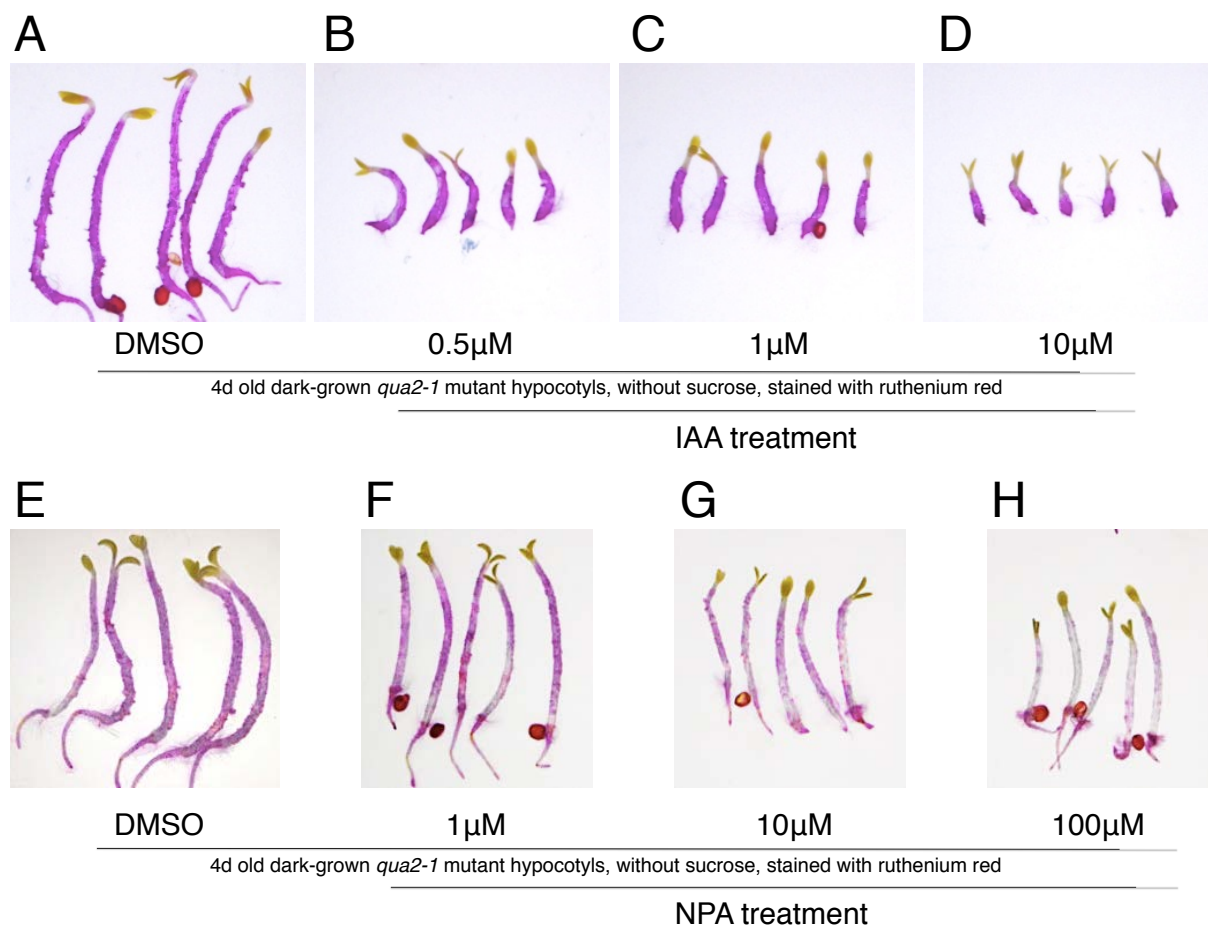 A B C D
DMSO 0.5µM 1µM 10µM
4d old dark-grown qua2-1 mutant hypocotyls, without sucrose, stained with ruthenium red
IAA treatment
E F G H
DMSO 1µM 10µM 100µM
4d old dark-grown qua2-1 mutant hypocotyls, without sucrose, stained with ruthenium red
NPA treatment